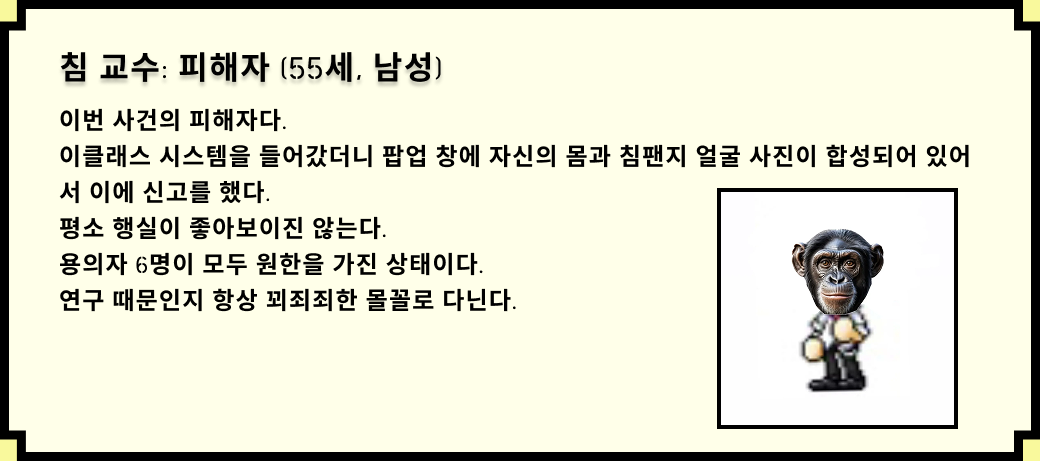 침 교수: 피해자 (55세, 남성)
이번 사건의 피해자다.
이클래스 시스템을 들어갔더니 팝업 창에 자신의 몸과 침팬지 얼굴 사진이 합성되어 있어
서 이에 신고를 했다.
평소 행실이 좋아보이진 않는다.
용의자 6명이 모두 원한을 가진 상태이다.
연구 때문인지 항상 꾀죄죄한 몰꼴로 다닌다.